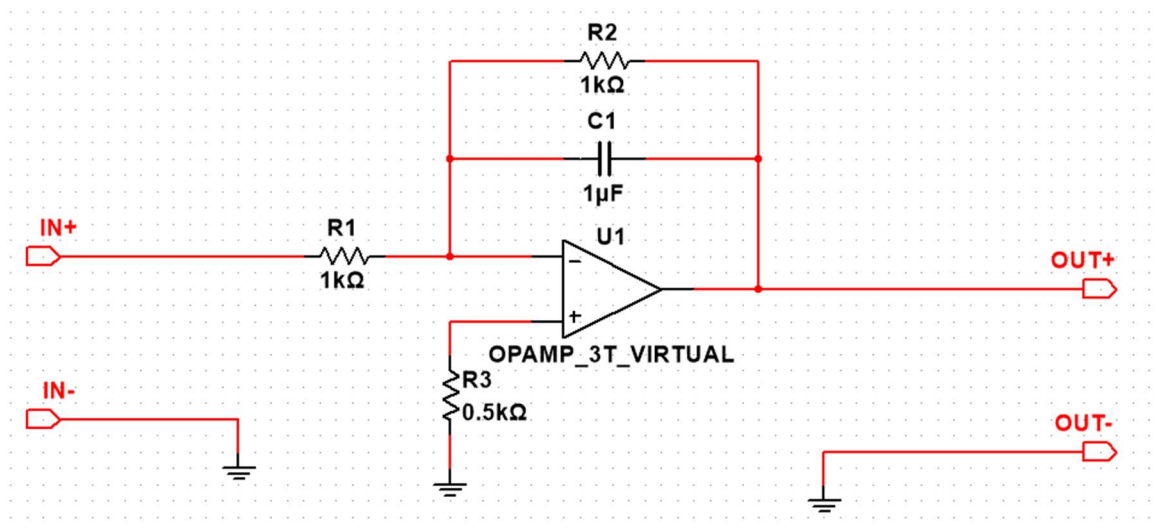 R2
1kΩ
C1
1µF
IN+
R1
1kΩ
U1
−
+
OUT+
OPAMP_3T_VIRTUAL
R3
0.5kΩ
IN-
OUT-